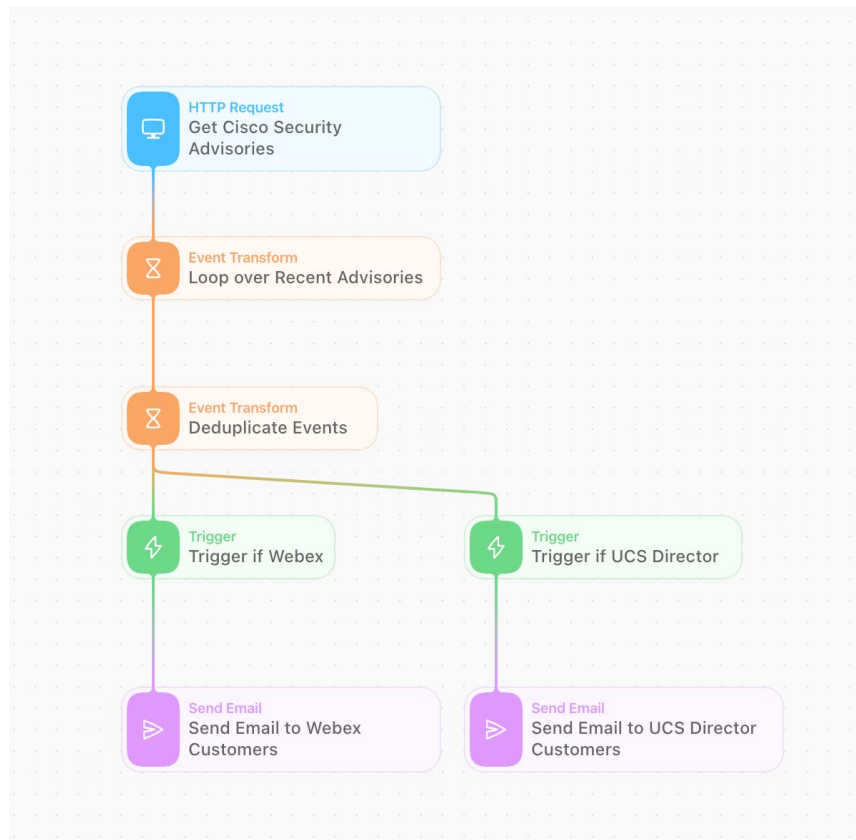 HTTP Request
Get Cisco Security
Advisories
Event Transform
Loop over Recent Advisories
Event Transform
Deduplicate Events
Trigger
Trigger if Webex
Trigger
Trigger if UCS Director
Send Email
Send Email to Webex
Customers
Send Email
Send Email to UCS Director
Customers